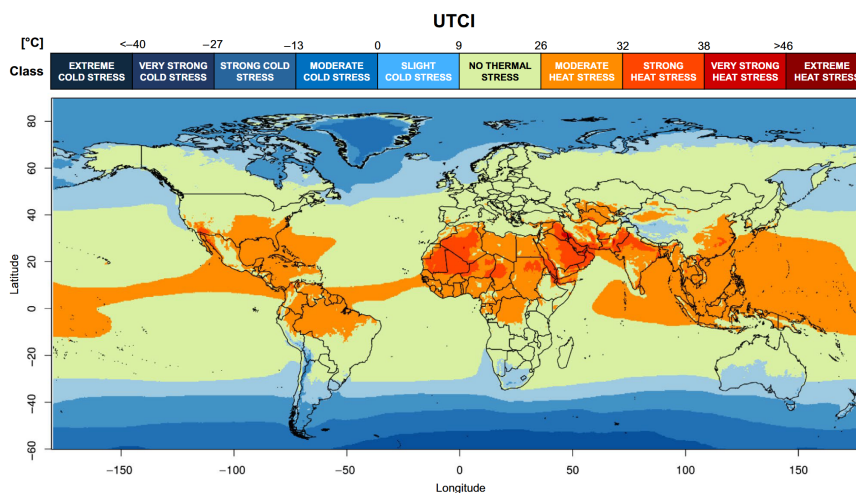 UTCI
[°C] <−40 −27 −13 0 9 26 32 38 >46
Class
EXTREME
COLD STRESS
VERY STRONG
COLD STRESS
STRONG COLD
STRESS
MODERATE
COLD STRESS
SLIGHT
COLD STRESS
NO THERMAL
STRESS
MODERATE
HEAT STRESS
STRONG
HEAT STRESS
VERY STRONG
HEAT STRESS
EXTREME
HEAT STRESS
80
60
40
20
0
−20
−40
−60
Latitude
−150 −100 −50 0 50 100 150
Longitude